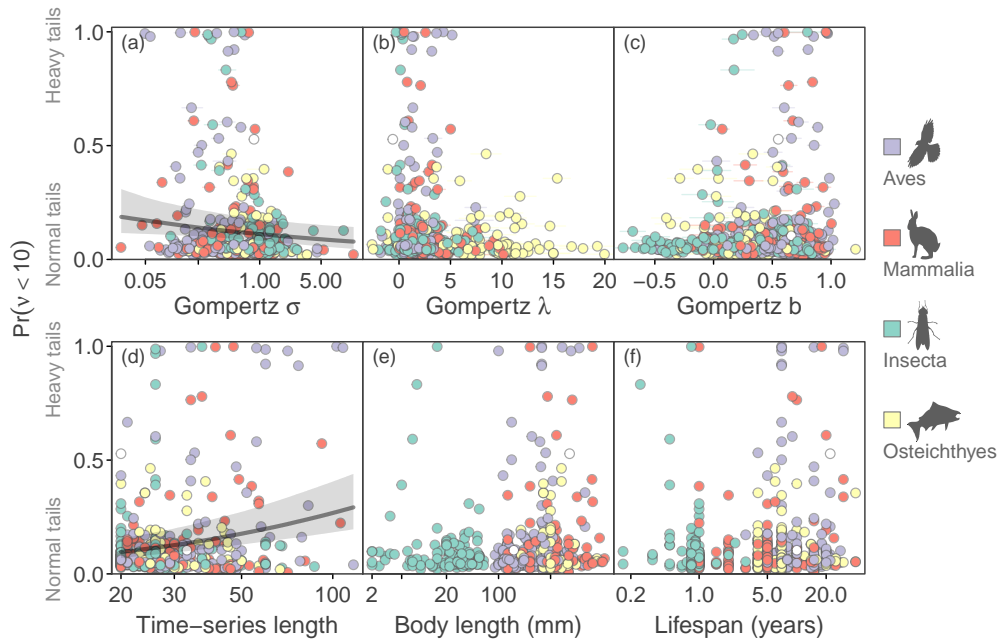 Pr(ν < 10)
Heavy tails
Normal tails
1.0
0.5
0.0
(a)
(b)
(c)
0.05
1.00
5.00
0
5
10
15
20
−0.5
0.0
0.5
1.0
Gompertz σ
Gompertz λ
Gompertz b
Heavy tails
Normal tails
1.0
0.5
0.0
(d)
(e)
(f)
20
30
50
100
2
20
100
0.2
1.0
5.0
20.0
Time−series length
Body length (mm)
Lifespan (years)
Aves
Mammalia
Insecta
Osteichthyes